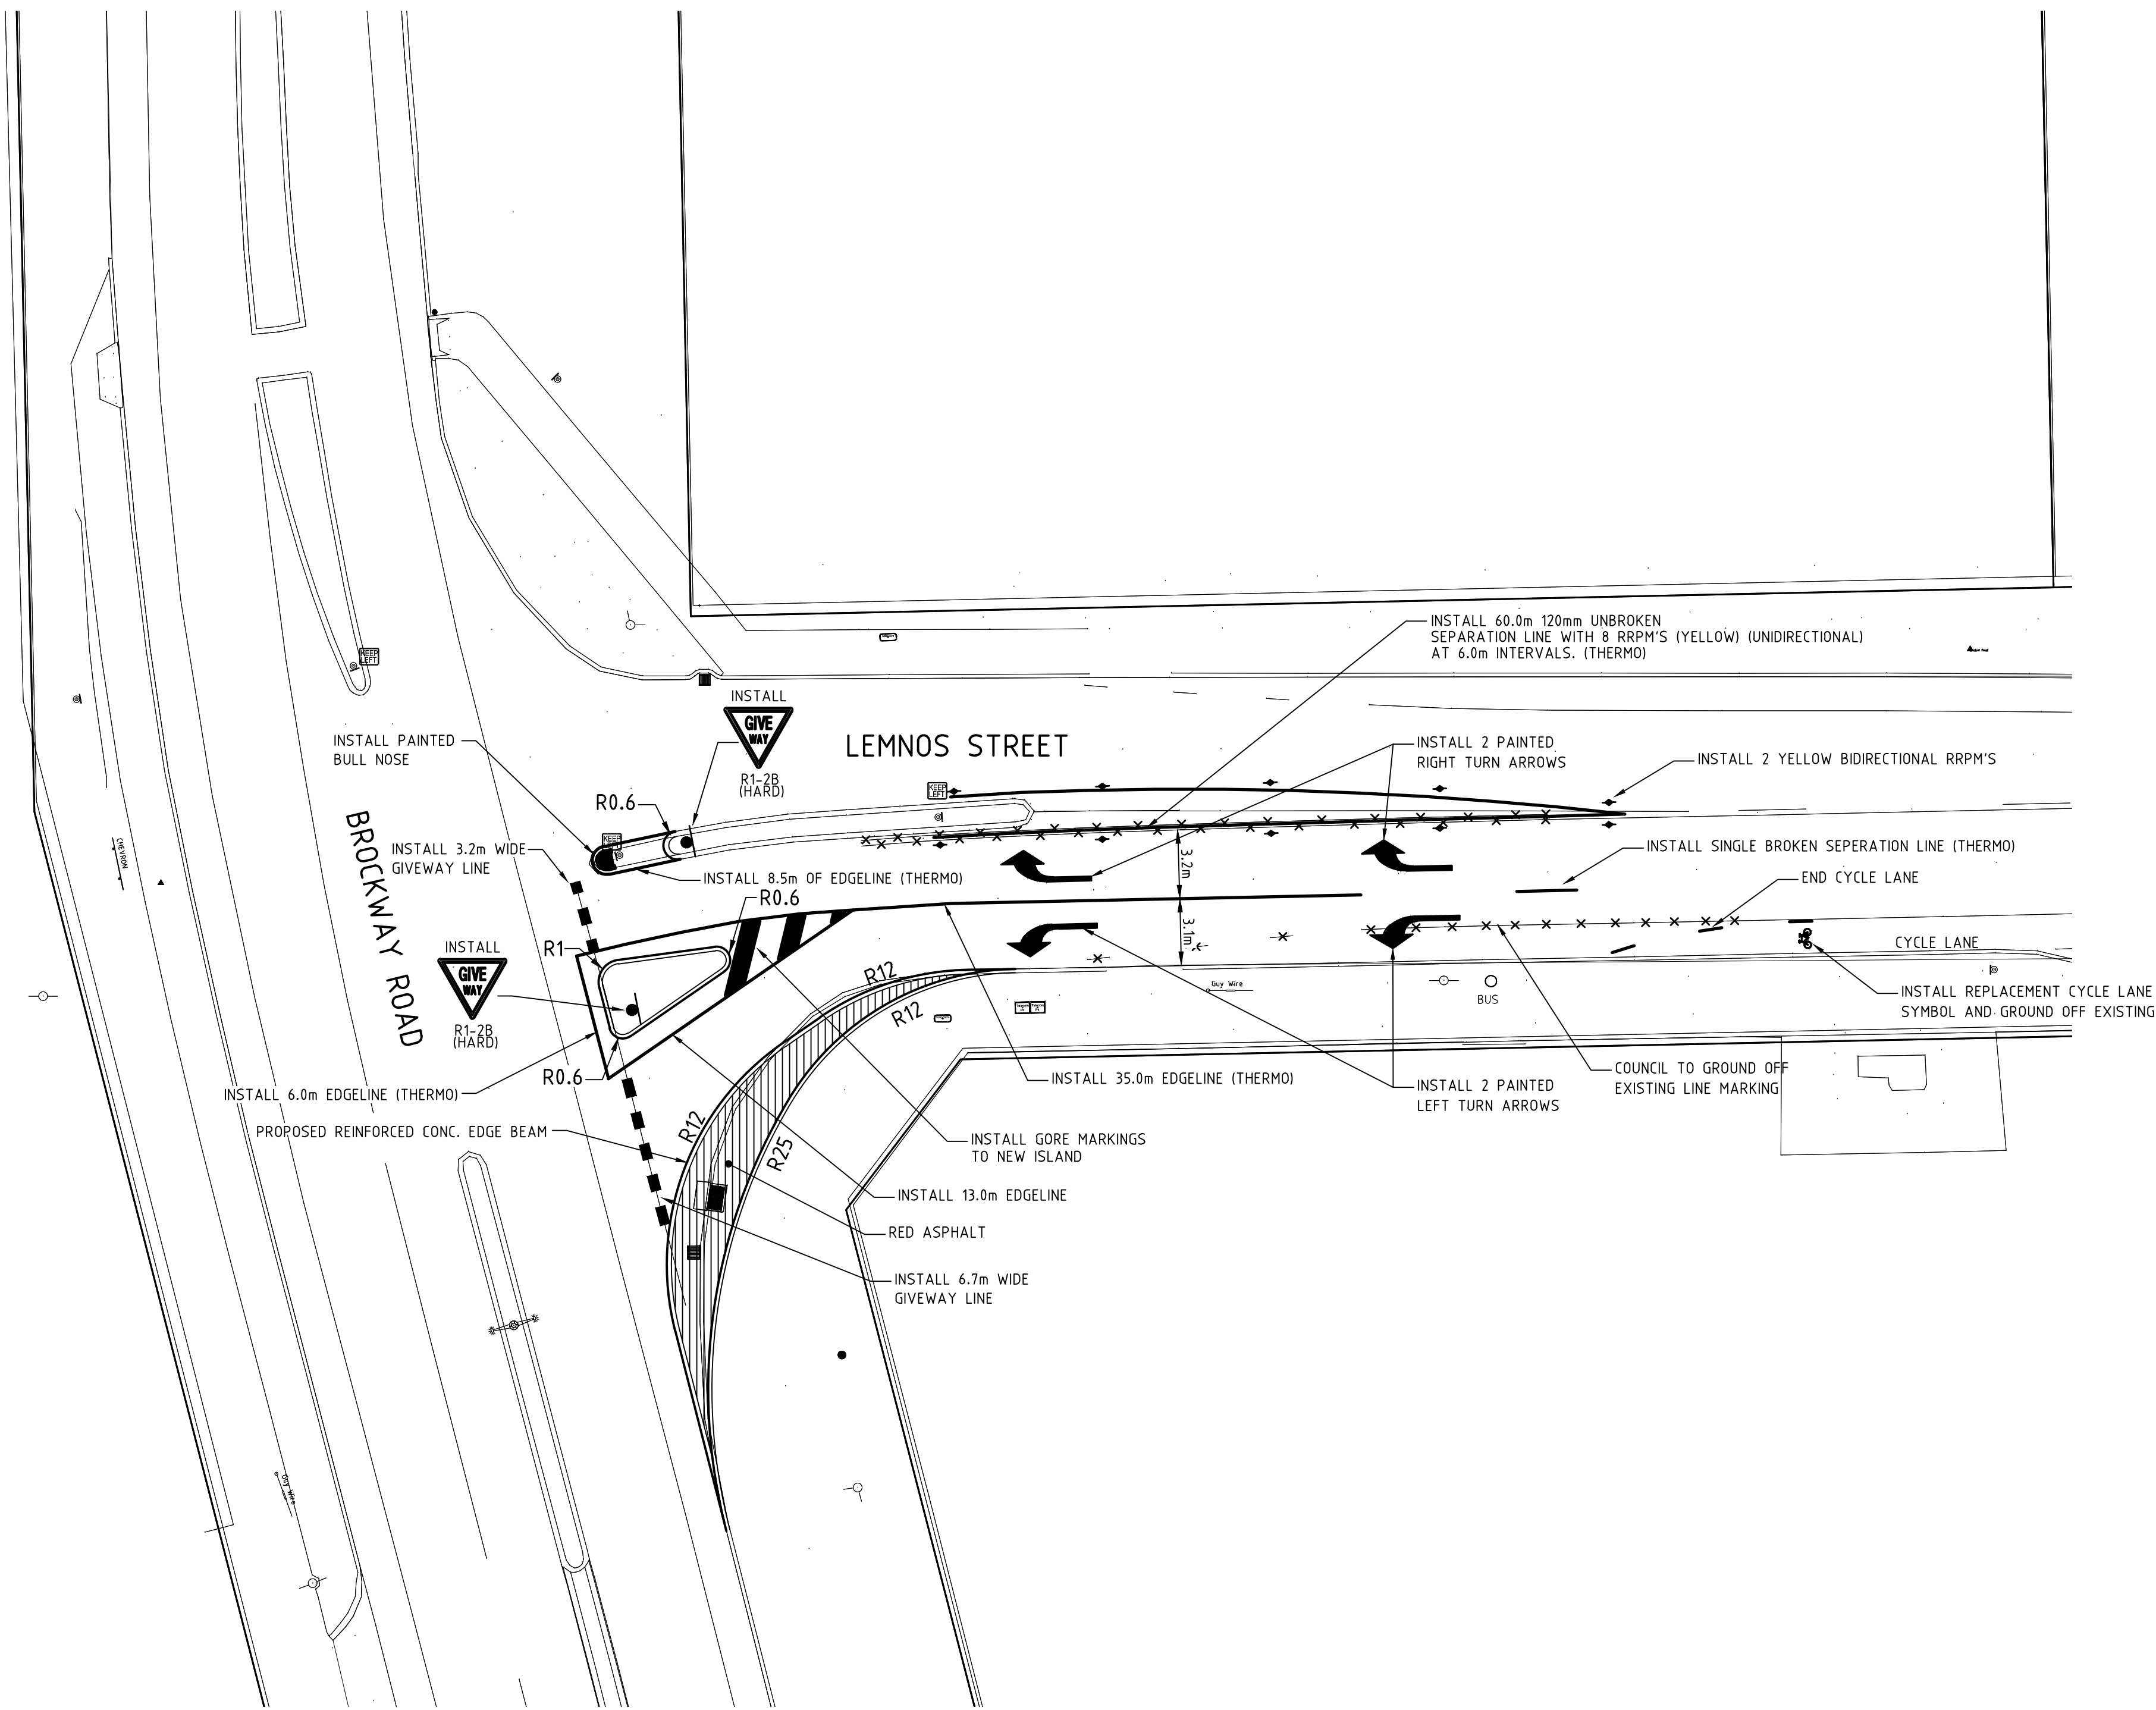 INSTALL 60.0m 120mm UNBROKEN
SEPARATION LINE WITH 8 RRPM'S (YELLOW) (UNIDIRECTIONAL)
AT 6.0m INTERVALS. (THERMO)
KEEP
LEFT
INSTALL
GIVE
WAY
R1-2B
(HARD)
INSTALL PAINTED
BULL NOSE
LEMNOS STREET
INSTALL 2 PAINTED
RIGHT TURN ARROWS
INSTALL 2 YELLOW BIDIRECTIONAL RRPM'S
KEEP
LEFT
R0.6
BROCKWAY ROAD
KEEP
LEFT
CHEVRON
INSTALL 3.2m WIDE
GIVEWAY LINE
INSTALL SINGLE BROKEN SEPERATION LINE (THERMO)
3.2m
INSTALL 8.5m OF EDGELINE (THERMO)
END CYCLE LANE
R0.6
R1
3.1m
CYCLE LANE
INSTALL
GIVE
WAY
R1-2B
(HARD)
R12
R12
Guy Wire
BUS
INSTALL REPLACEMENT CYCLE LANE
SYMBOL AND GROUND OFF EXISTING
R0.6
INSTALL 6.0m EDGELINE (THERMO)
INSTALL 35.0m EDGELINE (THERMO)
COUNCIL TO GROUND OFF
EXISTING LINE MARKING
INSTALL 2 PAINTED
LEFT TURN ARROWS
PROPOSED REINFORCED CONC. EDGE BEAM
R12
R25
INSTALL GORE MARKINGS
TO NEW ISLAND
INSTALL 13.0m EDGELINE
RED ASPHALT
INSTALL 6.7m WIDE
GIVEWAY LINE
Guy Wire